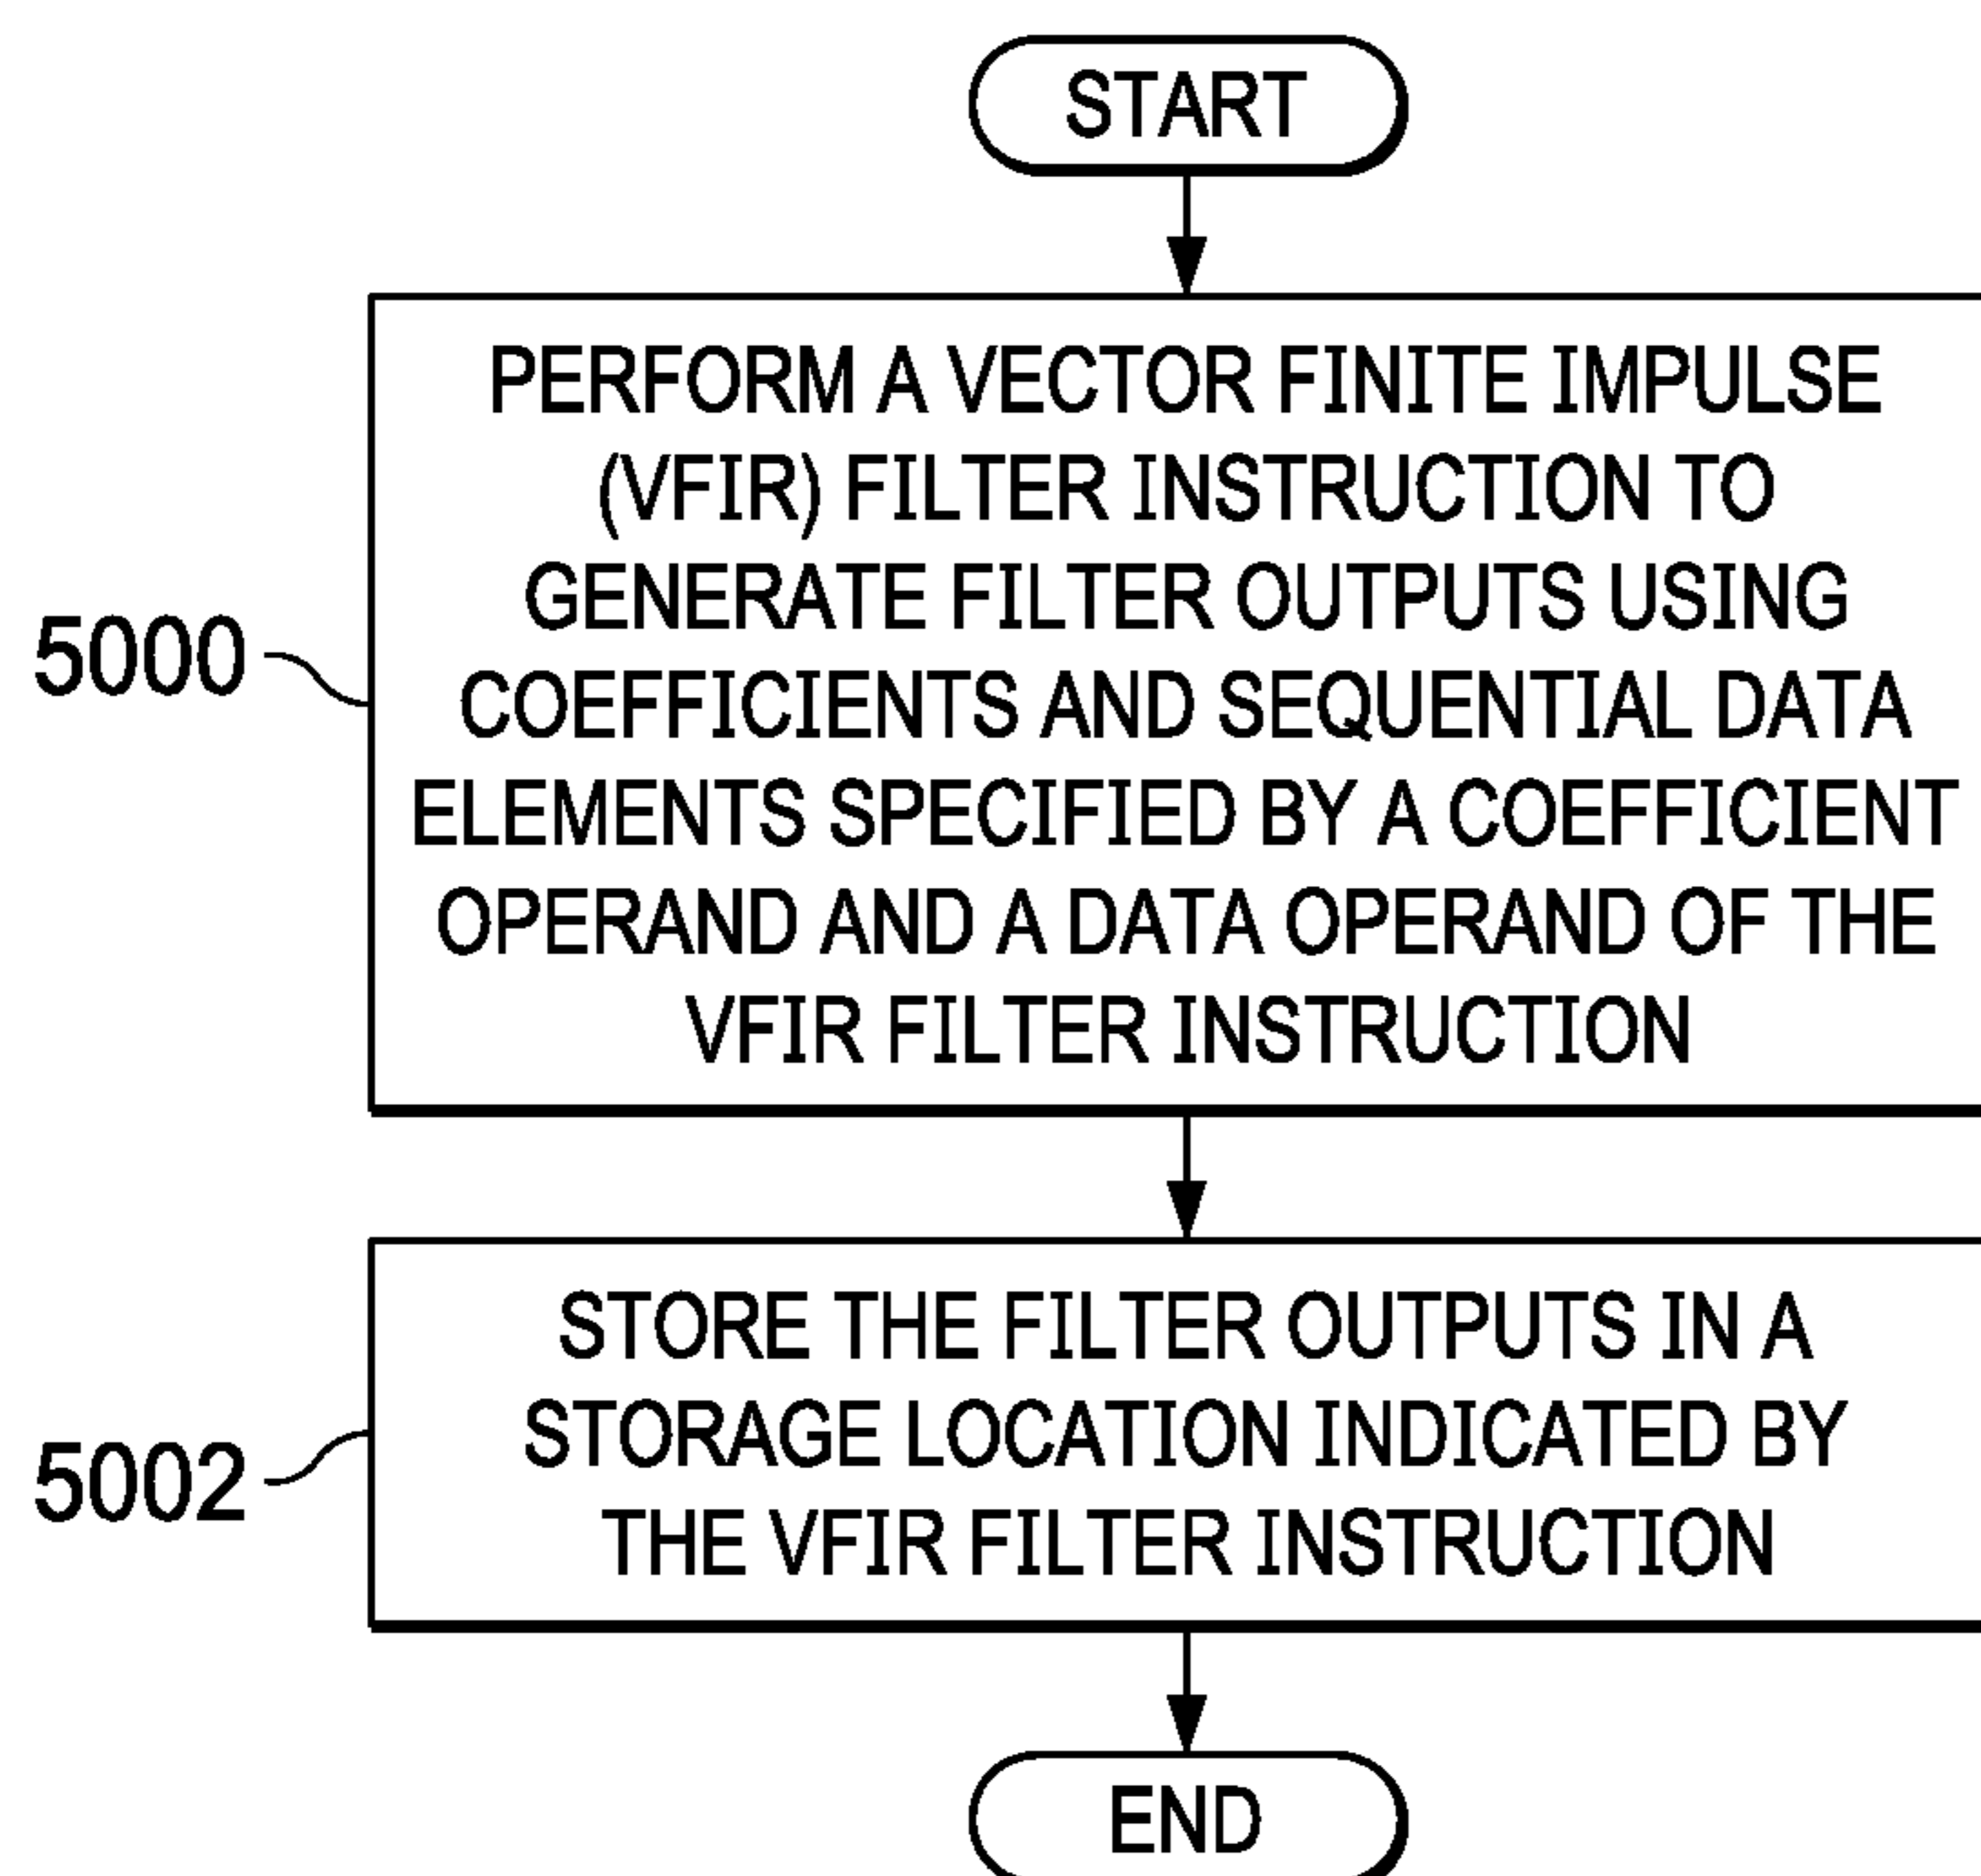 START
PERFORM A VECTOR FINITE IMPULSE
(VFIR) FILTER INSTRUCTION TO
GENERATE FILTER OUTPUTS USING
COEFFICIENTS AND SEQUENTIAL DATA
ELEMENTS SPECIFIED BY A COEFFICIENT
OPERAND AND A DATA OPERAND OF THE
VFIR FILTER INSTRUCTION
5000
STORE THE FILTER OUTPUTS IN A
STORAGE LOCATION INDICATED BY
THE VFIR FILTER INSTRUCTION
5002
END